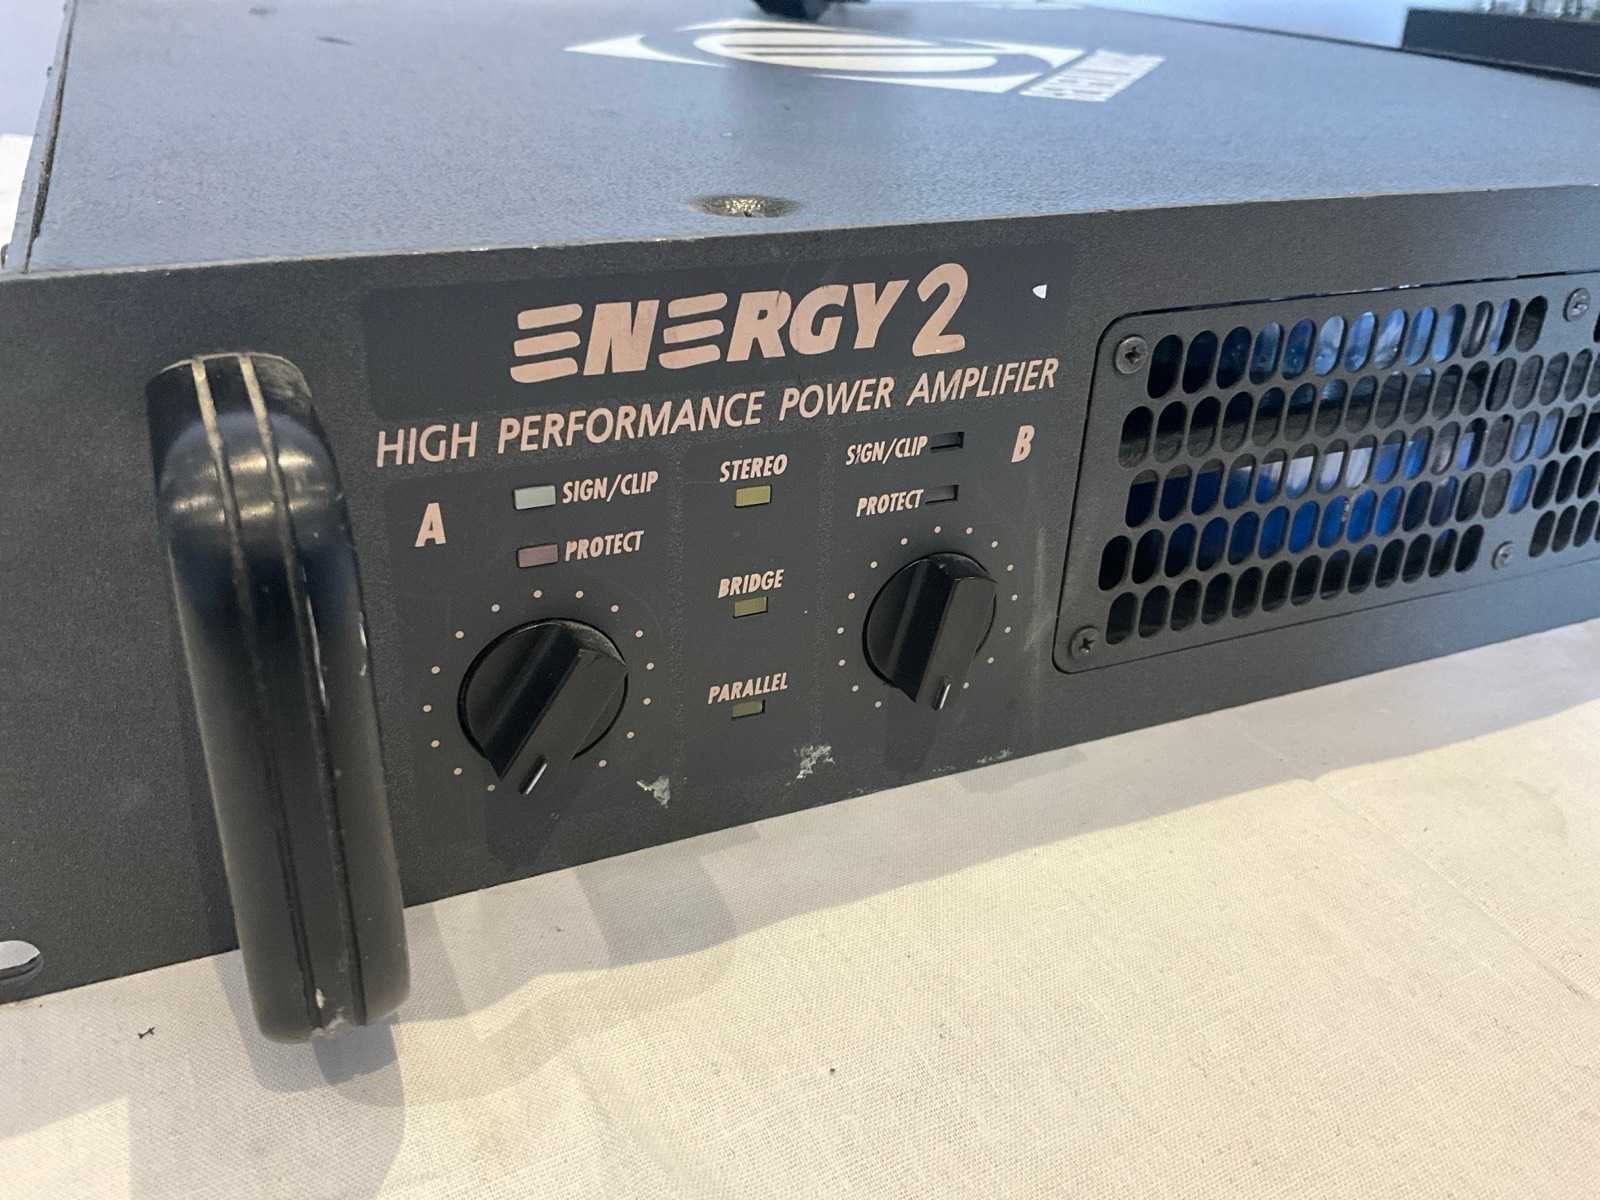 ENERGY 2
HIGH PERFORMANCE POWER AMPLIFIER
A
SIGN/CLIP
PROTECT
STEREO
BRIDGE
PARALLEL
SIGN/CLIP
PROTECT
B